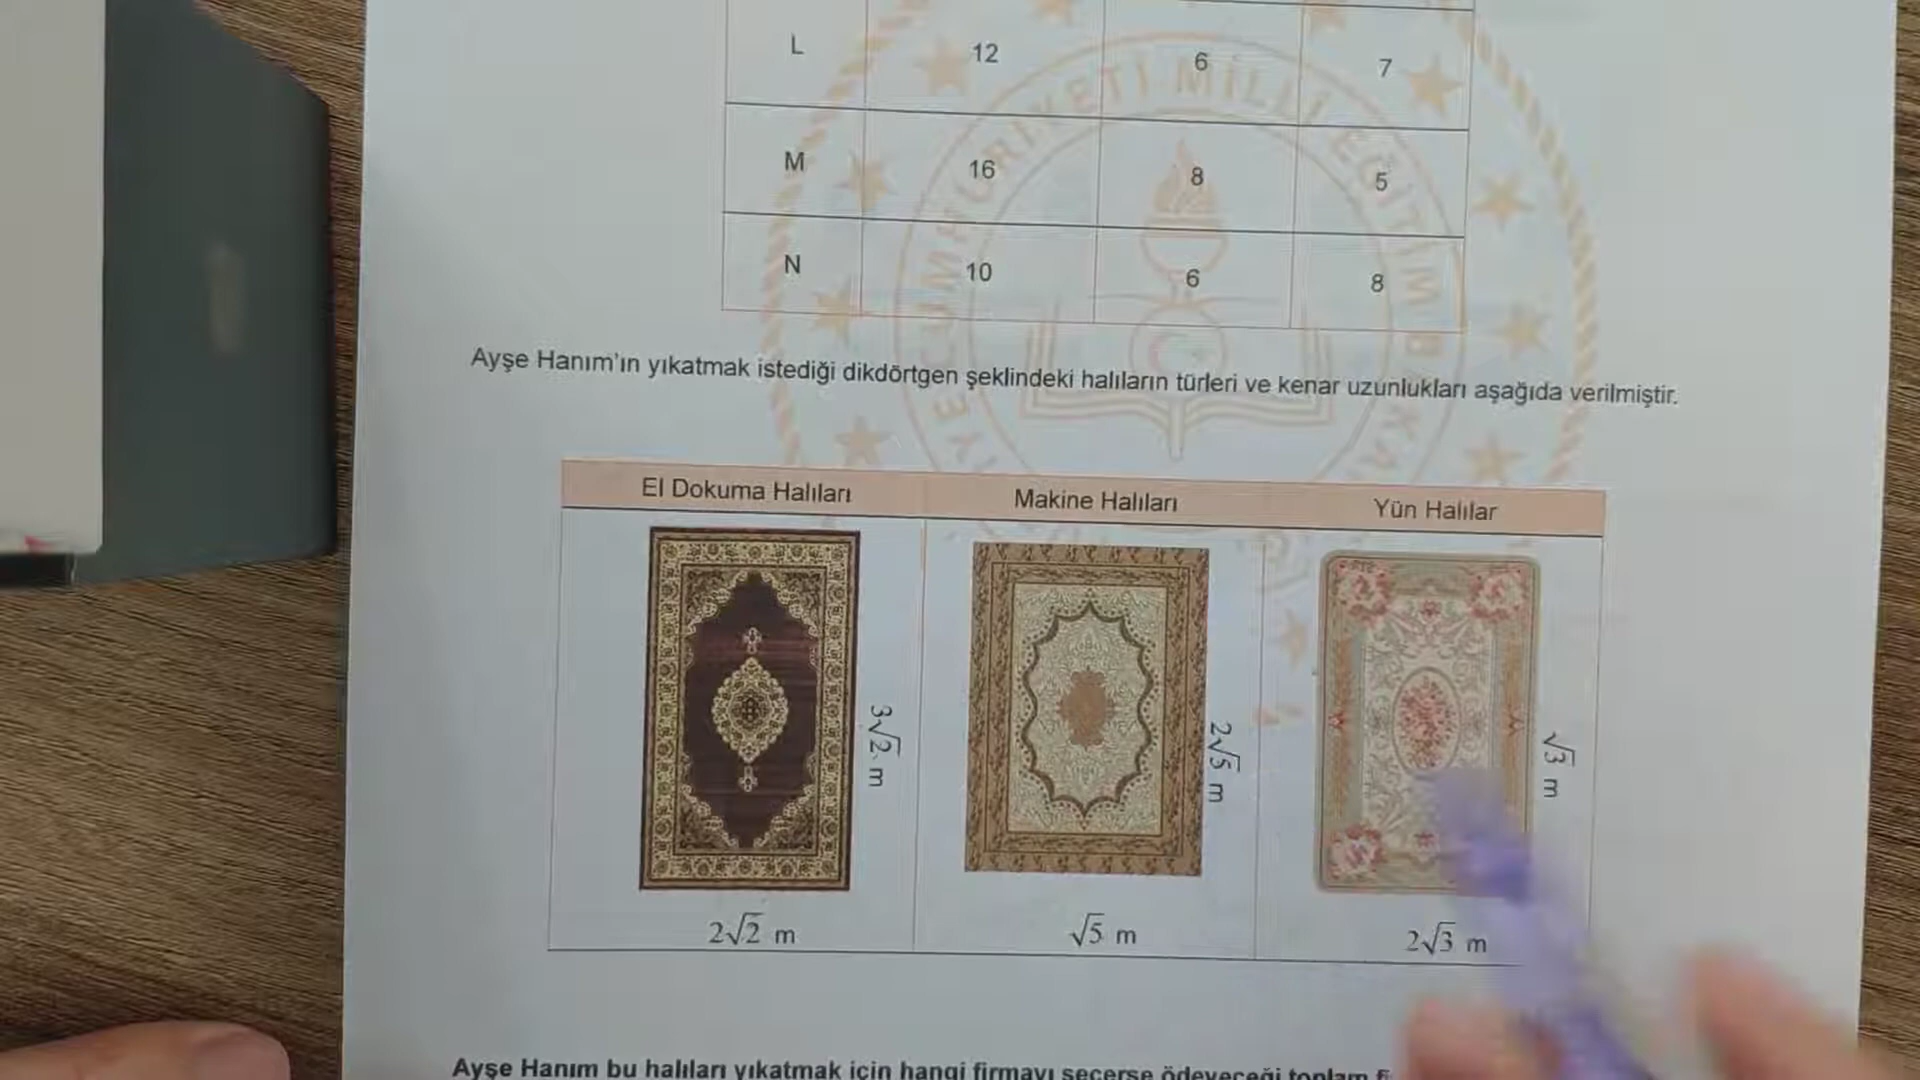 L 12 6 7
M 16 8 5
N 10 6 8
Ayşe Hanım'ın yıkatmak istediği dikdörtgen şeklindeki halıların türleri ve kenar uzunlukları aşağıda verilmiştir.
El Dokuma Halıları Makine Halıları Yün Halılar
3√2 m 2√5 m √3 m
2√2 m √5 m 2√3 m
Ayşe Hanım bu halıları yıkatmak için hangi firmayı seçerse ödeyeceği toplam